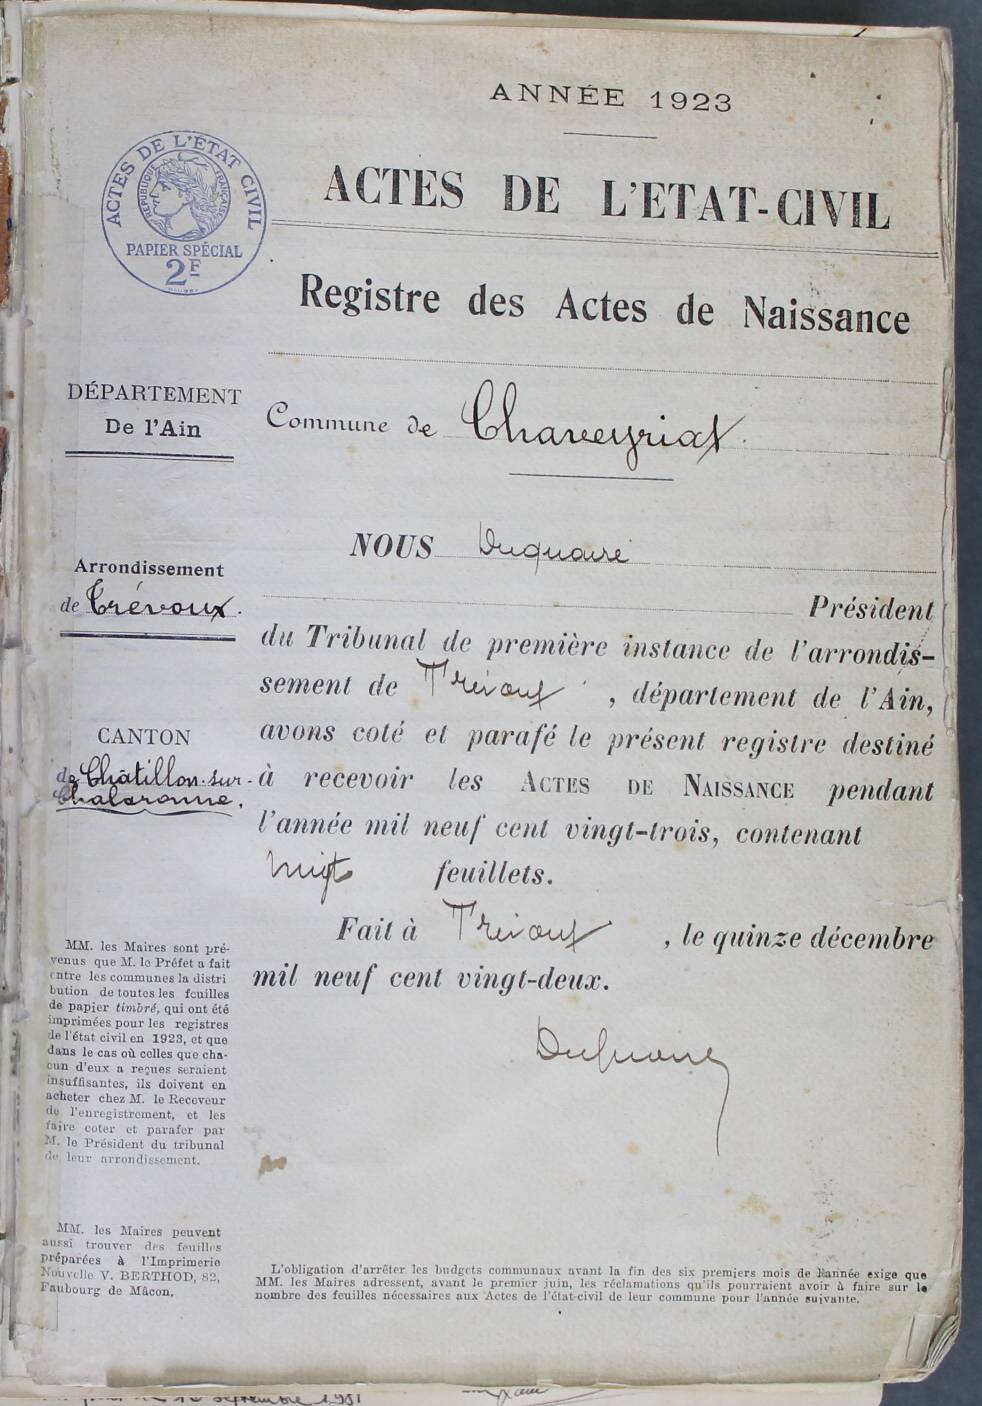 ANNÉE 1923
ACTES DE L'ÉTAT CIVIL
RÉPUBLIQUE FRANÇAISE
PAPIER SPÉCIAL
2F
ACTES DE L'ETAT-CIVIL
Registre des Actes de Naissance
DÉPARTEMENT
De l'Ain
Commune de Chaveyriat.
Arrondissement
de Trévoux.
CANTON
de Châtillon-sur-
Chalaronne.
NOUS Duquaire
Président
du Tribunal de première instance de l'arrondis-
sement de Trévoux, département de l'Ain,
avons coté et parafé le présent registre destiné
à recevoir les ACTES DE NAISSANCE pendant
l'année mil neuf cent vingt-trois, contenant
vingt feuillets.
Fait à Trévoux, le quinze décembre
mil neuf cent vingt-deux.
Duquaire
MM. les Maires sont pré-
venus que M. le Préfet a fait
entre les communes la distri
bution de toutes les feuilles
de papier timbré, qui ont été
imprimées pour les registres
de l'état civil en 1923, et que
dans le cas où celles que cha-
cun d'eux a reçues seraient
insuffisantes, ils doivent en
acheter chez M. le Receveur
de l'enregistrement, et les
faire coter et parafer par
M. le Président du tribunal
de leur arrondissement.
MM. les Maires peuvent
aussi trouver des feuilles
préparées à l'Imprimerie
Nouvelle V. BERTHOD, 82,
Faubourg de Mâcon.
L'obligation d'arrêter les budgets communaux avant la fin des six premiers mois de l'année exige que
MM. les Maires adressent, avant le premier juin, les réclamations qu'ils pourraient avoir à faire sur le
nombre des feuilles nécessaires aux Actes de l'état-civil de leur commune pour l'année suivante.
septembre 1981